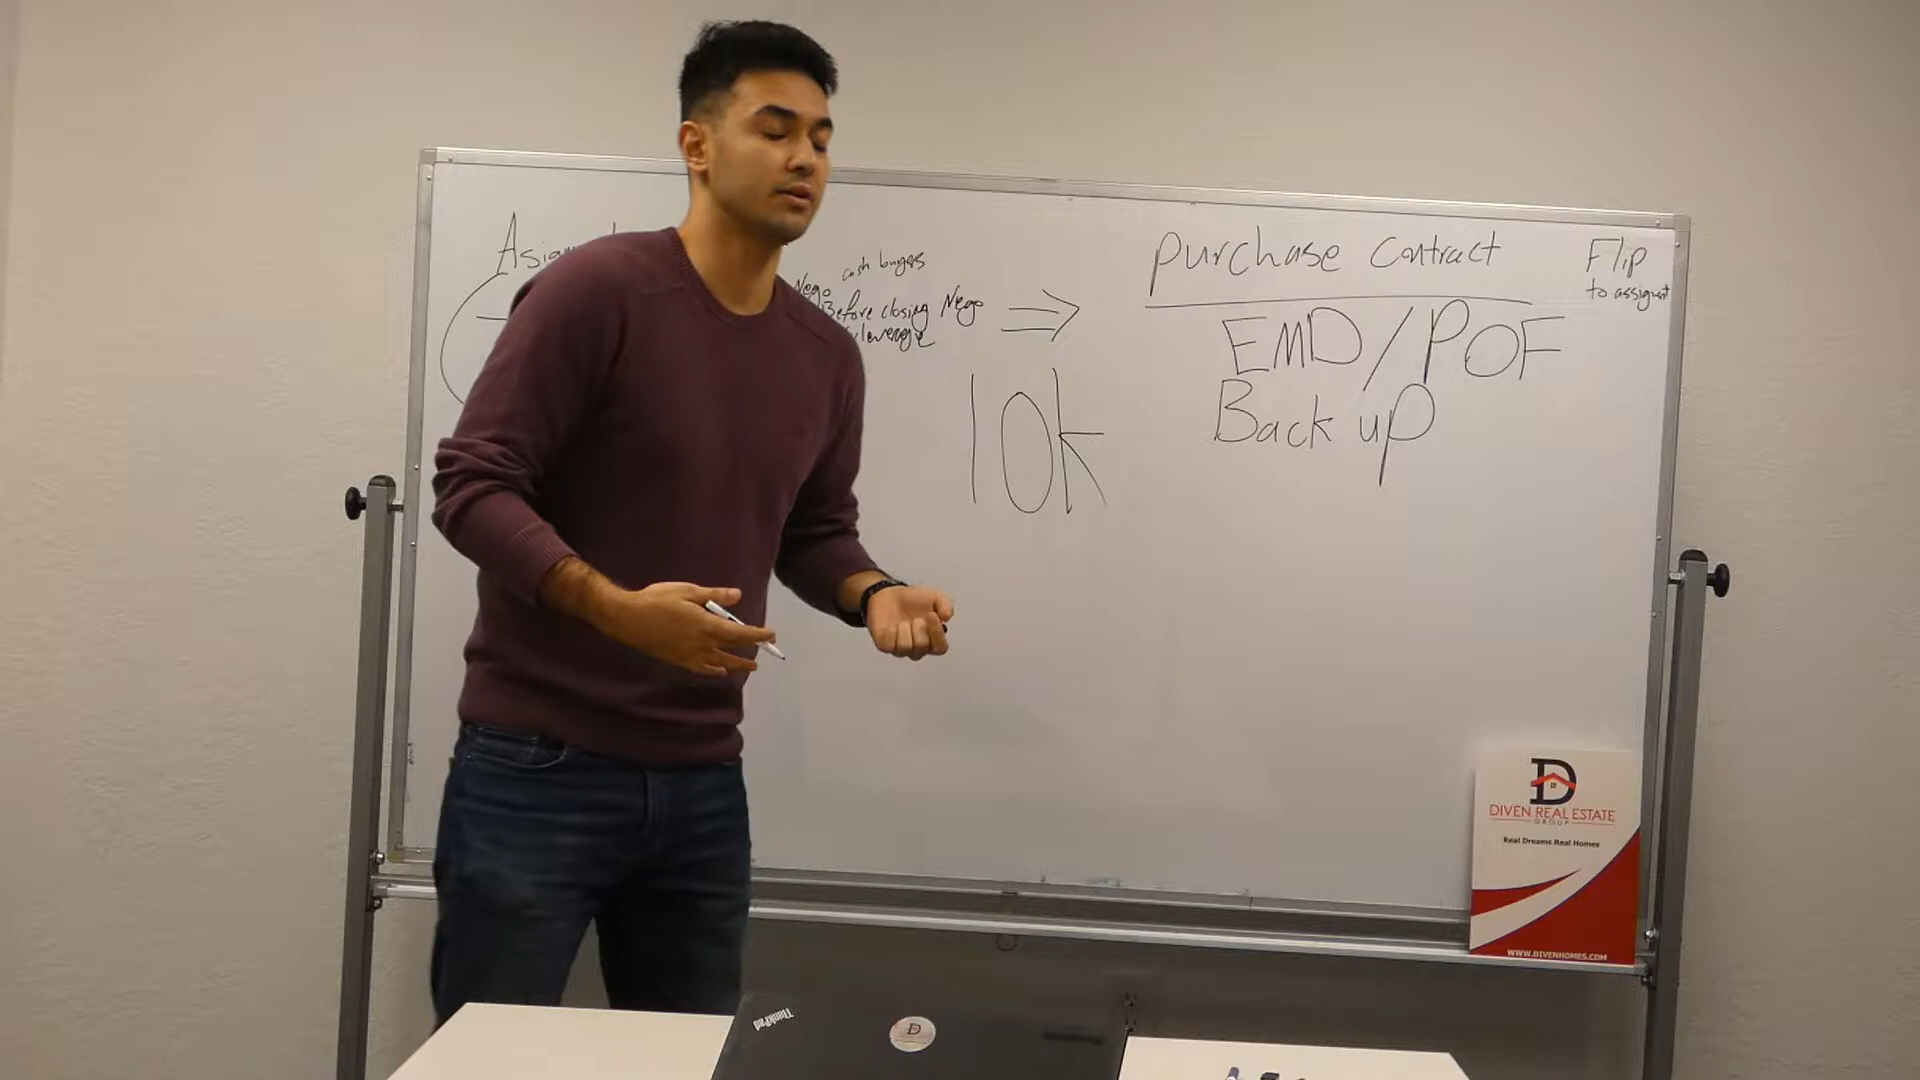 Nego cash buyers
Before closing Nego
leverage
10k
Purchase Contract
EMD/POF
Back up
Flip
to assignmt
D
DIVEN REAL ESTATE
GROUP
Real Dreams Real Homes
WWW.DIVENHOMES.COM
ThinkPad
D